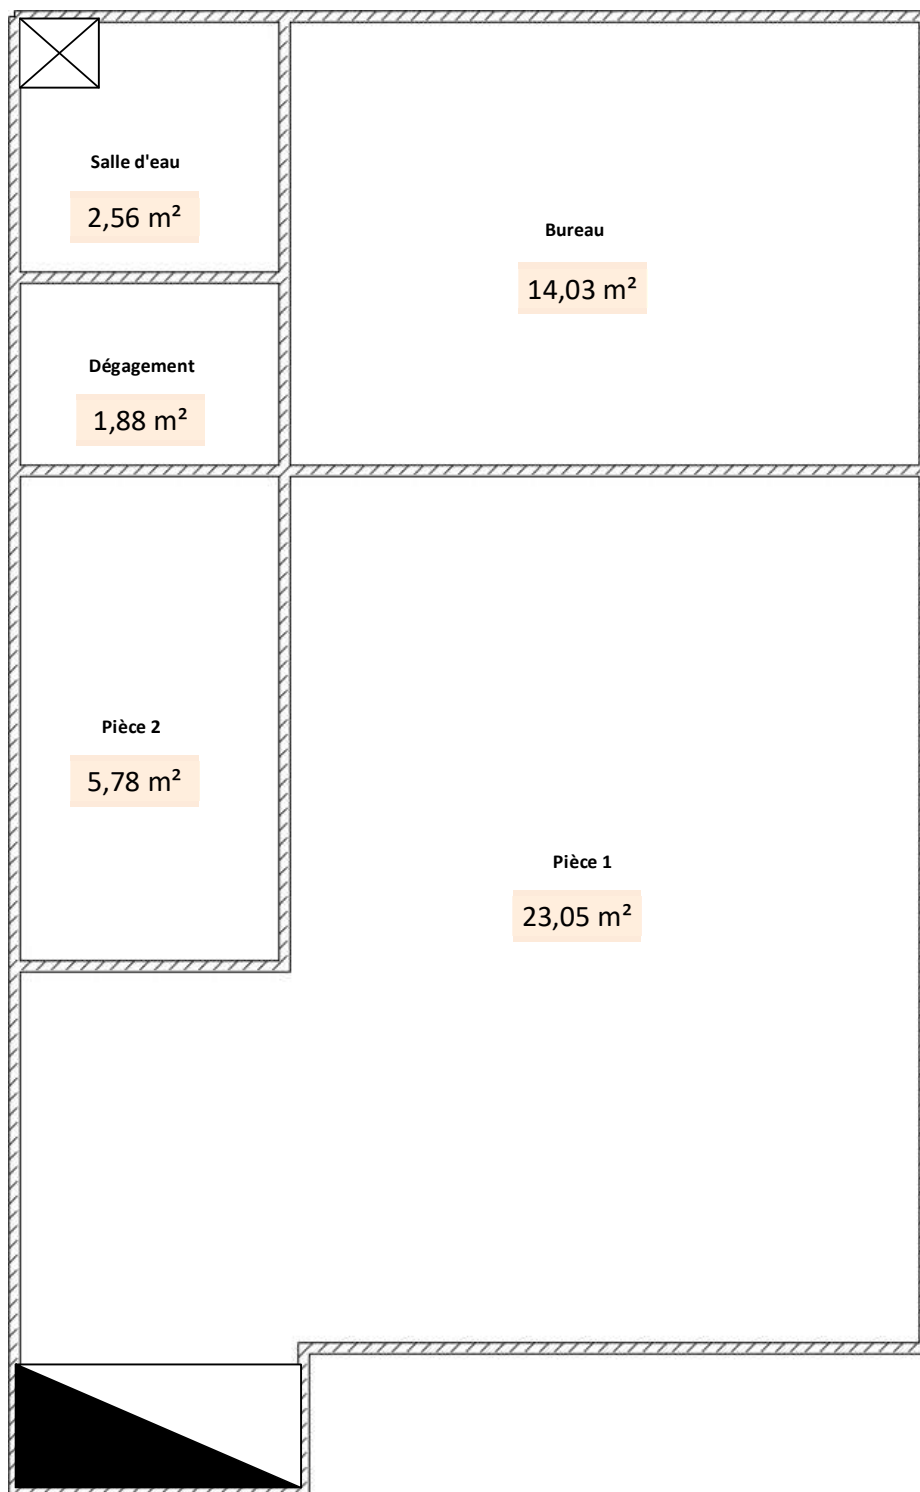 Salle d'eau
2,56 m²
Bureau
14,03 m²
Dégagement
1,88 m²
Pièce 2
5,78 m²
Pièce 1
23,05 m²